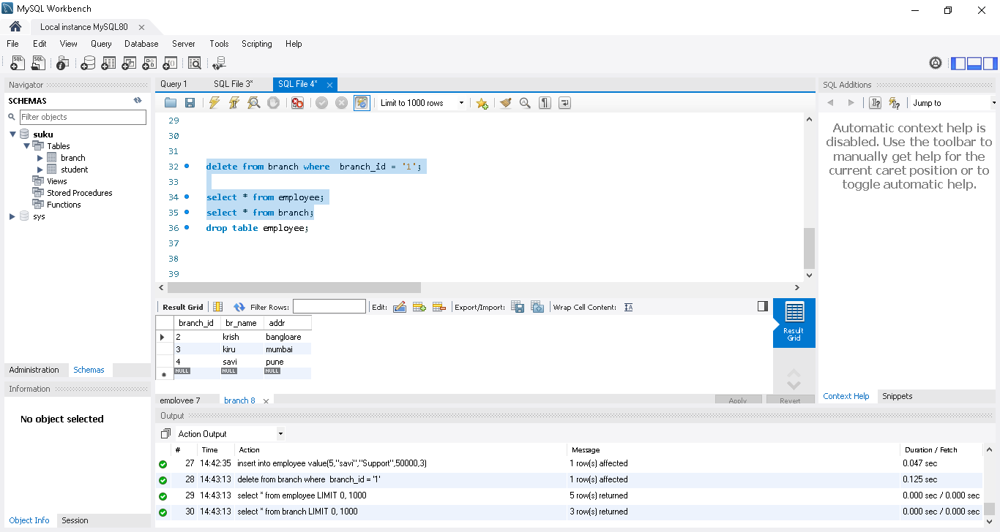 MySQL Workbench
Local instance MySQL80
File Edit View Query Database Server Tools Scripting Help
Navigator
SCHEMAS
Filter objects
suku
Tables
branch
student
Views
Stored Procedures
Functions
sys
Administration Schemas
Information
No object selected
Object Info Session
Query 1 SQL File 3* SQL File 4*
Limit to 1000 rows
29
30
31
32 delete from branch where  branch_id = '1';
33
34 select * from employee;
35 select * from branch;
36 drop table employee;
37
38
39
Result Grid Filter Rows: Edit: Export/Import: Wrap Cell Content: IA
branch_id br_name addr
2 krish bangloare
3 kiru mumbai
4 savi pune
NULL NULL NULL
Result
Grid
employee 7 branch 8 Apply Revert
SQL Additions
Jump to
Automatic context help is
disabled. Use the toolbar to
manually get help for the
current caret position or to
toggle automatic help.
Context Help Snippets
Output
Action Output
# Time Action Message Duration / Fetch
27 14:42:35 insert into employee value(5,"savi","Support",50000,3) 1 row(s) affected 0.047 sec
28 14:43:13 delete from branch where  branch_id = '1' 1 row(s) affected 0.125 sec
29 14:43:13 select * from employee LIMIT 0, 1000 5 row(s) returned 0.000 sec / 0.000 sec
30 14:43:13 select * from branch LIMIT 0, 1000 3 row(s) returned 0.000 sec / 0.000 sec